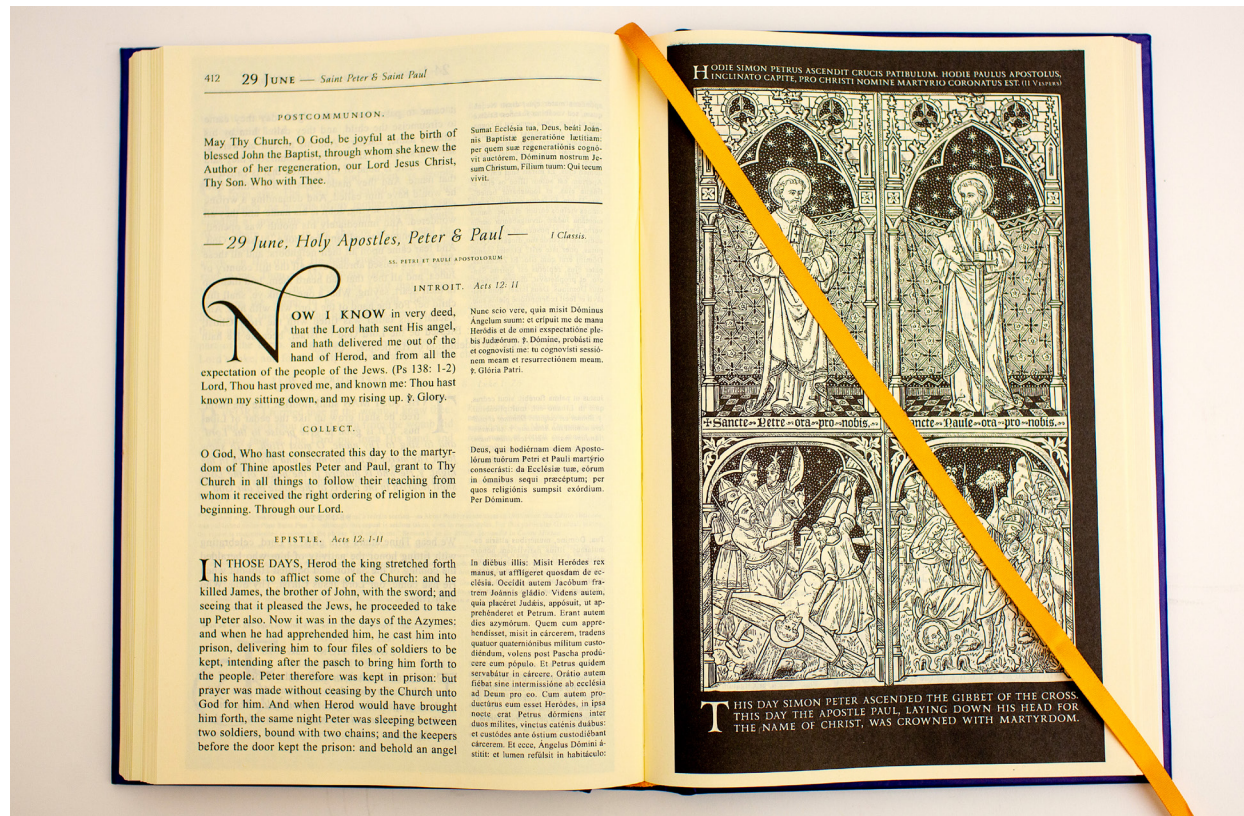 412 29 JUNE — Saint Peter & Saint Paul
POSTCOMMUNION.
May Thy Church, O God, be joyful at the birth of
blessed John the Baptist, through whom she knew the
Author of her regeneration, our Lord Jesus Christ,
Thy Son. Who with Thee.
Sumat Ecclésia tua, Deus, beáti Joán-
nis Baptistæ generatióne lætitiam:
per quem suæ regeneratiónis cognó-
vit auctórem, Dóminum nostrum Je-
sum Christum, Fílium tuum: Qui tecum
vivit.
— 29 June, Holy Apostles, Peter & Paul — I Classis.
SS. PETRI ET PAULI APOSTOLORUM
INTROIT. Acts 12: 11
NOW I KNOW in very deed,
that the Lord hath sent His angel,
and hath delivered me out of the
hand of Herod, and from all the
expectation of the people of the Jews. (Ps 138: 1-2)
Lord, Thou hast proved me, and known me: Thou hast
known my sitting down, and my rising up. ℣. Glory.
Nunc scio vere, quia misit Dóminus
Angelum suum: et erípuit me de manu
Heródis et de omni exspectatióne ple-
bis Judæórum. ℣. Dómine, probásti me
et cognovísti me: tu cognovísti sessió-
nem meam et resurrectiónem meam.
℣. Glória Patri.
COLLECT.
O God, Who hast consecrated this day to the martyr-
dom of Thine apostles Peter and Paul, grant to Thy
Church in all things to follow their teaching from
whom it received the right ordering of religion in the
beginning. Through our Lord.
Deus, qui hodiérnam diem Aposto-
lórum tuórum Petri et Pauli martýrio
consecrásti: da Ecclésiæ tuæ, eórum
in ómnibus sequi præcéptum; per
quos religiónis sumpsit exórdium.
Per Dóminum.
EPISTLE. Acts 12: 1-11
IN THOSE DAYS, Herod the king stretched forth
his hands to afflict some of the Church: and he
killed James, the brother of John, with the sword; and
seeing that it pleased the Jews, he proceeded to take
up Peter also. Now it was in the days of the Azymes:
and when he had apprehended him, he cast him into
prison, delivering him to four files of soldiers to be
kept, intending after the pasch to bring him forth to
the people. Peter therefore was kept in prison: but
prayer was made without ceasing by the Church unto
God for him. And when Herod would have brought
him forth, the same night Peter was sleeping between
two soldiers, bound with two chains; and the keepers
before the door kept the prison: and behold an angel
In diébus illis: Misit Heródes rex
manus, ut afflígeret quosdam de ec-
clésia. Occídit autem Jacóbum fra-
trem Joánnis gládio. Videns autem,
quia placéret Judǽis, appósuit, ut ap-
prehénderet et Petrum. Erant autem
dies azymórum. Quem cum appre-
hendísset, misit in cárcerem, tradens
quatuor quaterniónibus mílitum custo-
diéndum, volens post Pascha prodú-
cere eum pópulo. Et Petrus quidem
servabátur in cárcere. Orátio autem
fiébat sine intermissióne ab ecclésia
ad Deum pro eo. Cum autem pro-
ductúrus eum esset Heródes, in ipsa
nocte erat Petrus dórmiens inter
duos mílites, vinctus caténis duábus:
et custódes ante óstium custodiébant
cárcerem. Et ecce, Angelus Dómini á-
stitit: et lumen refúlsit in habitáculo:
HODIE SIMON PETRUS ASCENDIT CRUCIS PATIBULUM. HODIE PAULUS APOSTOLUS,
INCLINATO CAPITE, PRO CHRISTI NOMINE MARTYRIO CORONATUS EST. (II VESPERS)
Sancte Petre ora pro nobis.
Paule ora pro nobis.
THIS DAY SIMON PETER ASCENDED THE GIBBET OF THE CROSS.
THIS DAY THE APOSTLE PAUL, LAYING DOWN HIS HEAD FOR
THE NAME OF CHRIST, WAS CROWNED WITH MARTYRDOM.